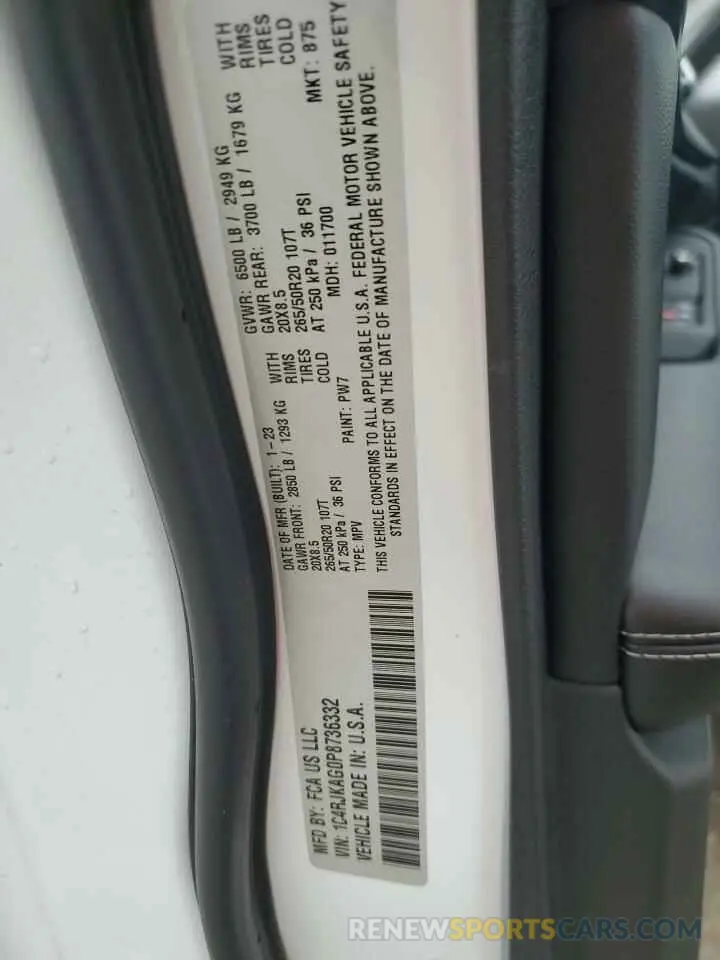 MFD BY: FCA US LLC
VIN: 1C4RJKAG0P8736332
VEHICLE MADE IN: U.S.A.
DATE OF MFR (BUILT): 1-23
GAWR FRONT: 2850 LB / 1293 KG
20X8.5
265/50R20 107T
AT 250 kPa / 36 PSI
WITH
RIMS
TIRES
COLD
TYPE: MPV
PAINT: PW7
GVWR: 6500 LB / 2949 KG
GAWR REAR: 3700 LB / 1679 KG
20X8.5
265/50R20 107T
AT 250 kPa / 36 PSI
WITH
RIMS
TIRES
COLD
MDH: 011700
MKT: 875
THIS VEHICLE CONFORMS TO ALL APPLICABLE U.S.A. FEDERAL MOTOR VEHICLE SAFETY
STANDARDS IN EFFECT ON THE DATE OF MANUFACTURE SHOWN ABOVE.
RENEWSPORTSCARS.COM